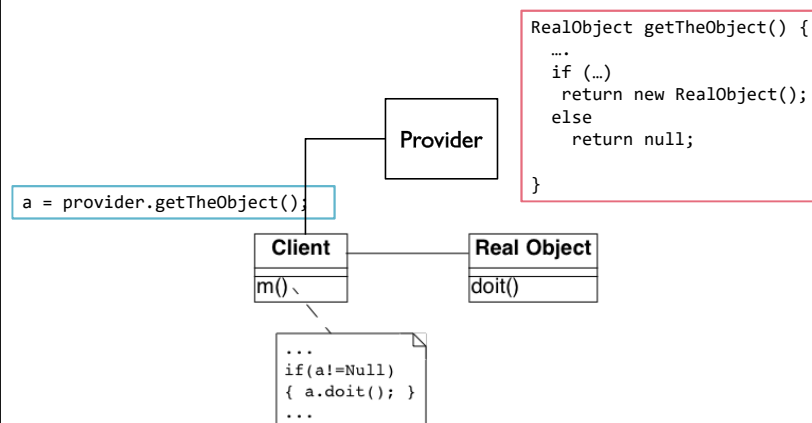 RealObject getTheObject() {
….
if (…)
return new RealObject();
else
return null;
}
Provider
a = provider.getTheObject();
Client
m()
Real Object
doit()
...
if(a!=Null)
{ a.doit(); }
...